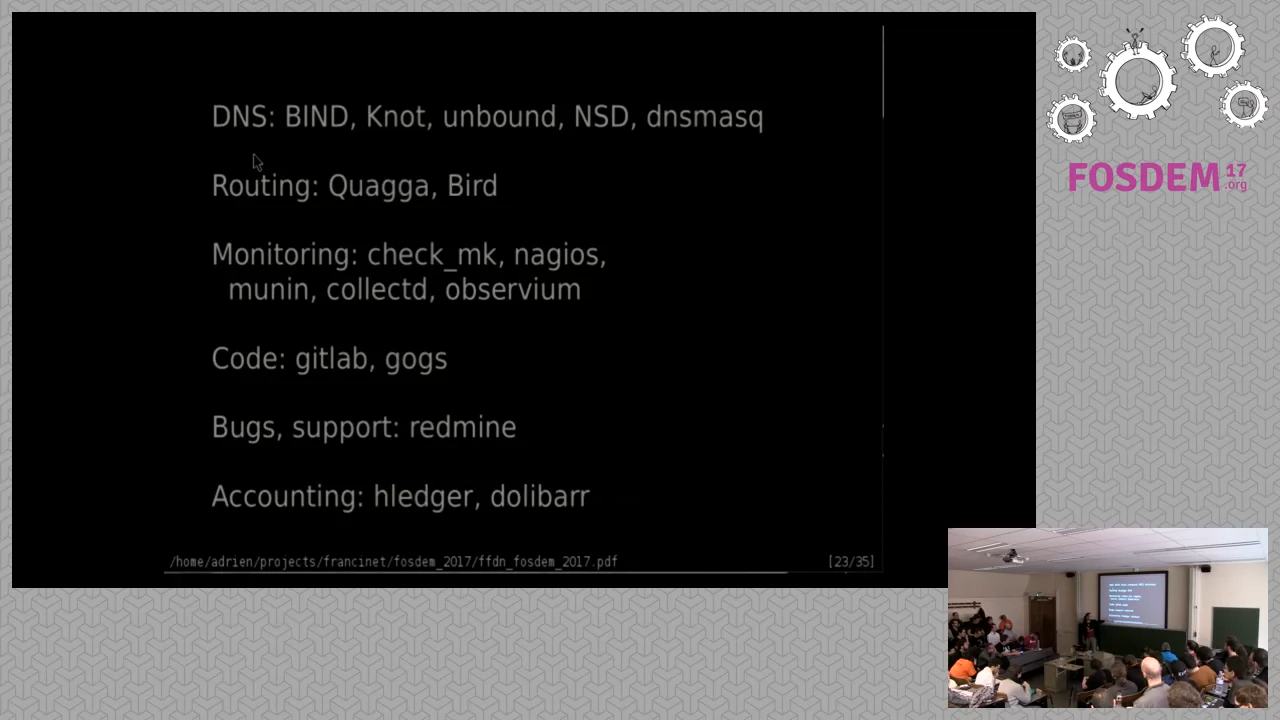 DNS: BIND, Knot, unbound, NSD, dnsmasq
Routing: Quagga, Bird
Monitoring: check_mk, nagios,
munin, collectd, observium
Code: gitlab, gogs
Bugs, support: redmine
Accounting: hledger, dolibarr
/home/adrien/projects/francinet/fosdem_2017/ffdn_fosdem_2017.pdf [23/35]
FOSDEM 17
.org